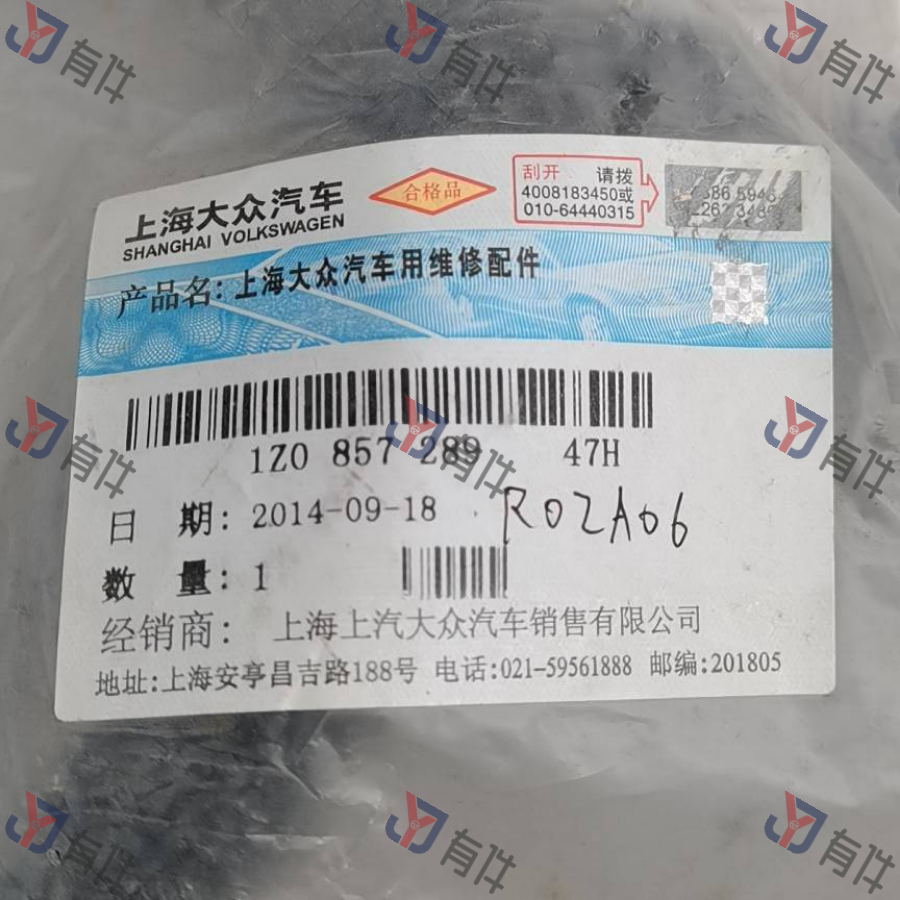 有件
有件
有件
上海大众汽车
SHANGHAI VOLKSWAGEN
合格品
刮开 请拨
4008183450或
010-64440315
产品名: 上海大众汽车用维修配件
1Z0 857 289 47H
有件
有件
有件
日 期: 2014-09-18
R02A06
数 量: 1
经销商: 上海上汽大众汽车销售有限公司
地址:上海安亭昌吉路188号 电话:021-59561888 邮编:201805
有件
有件
有件